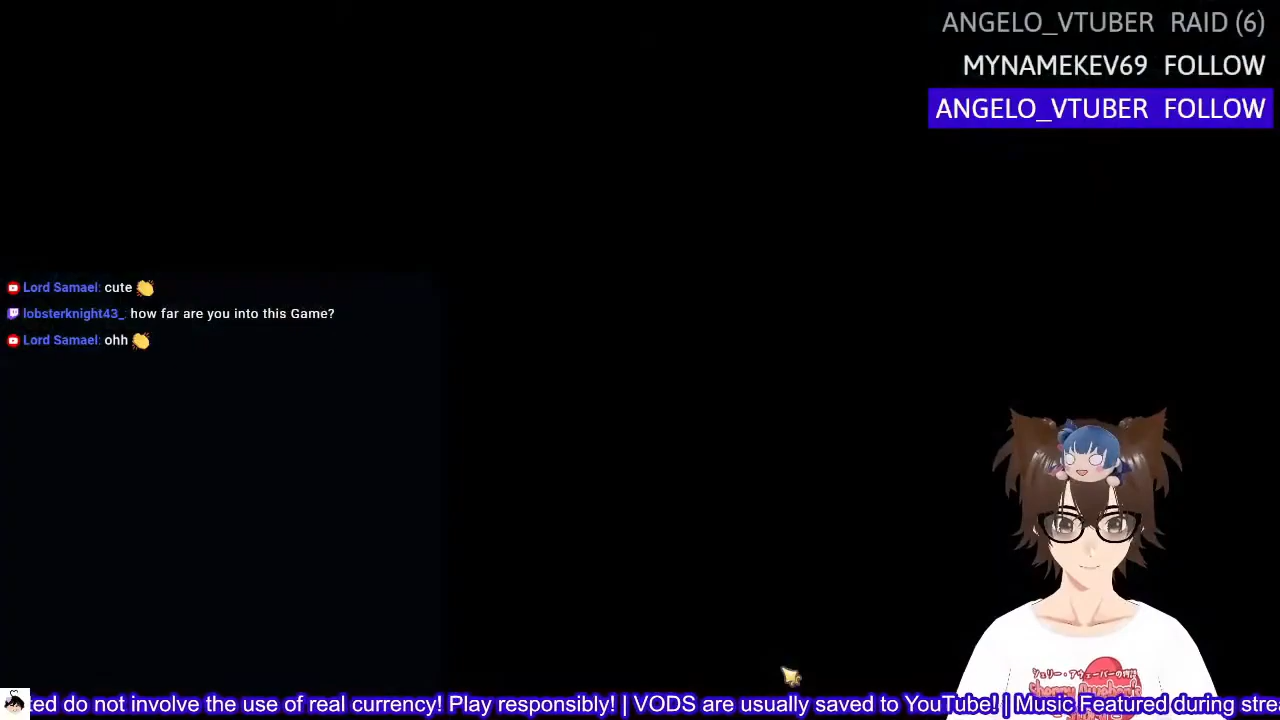 ANGELO_VTUBER RAID (6)
MYNAMEKEV69 FOLLOW
ANGELO_VTUBER FOLLOW
Lord Samael: cute 👏
lobsterknight43_: how far are you into this Game?
Lord Samael: ohh 👏
ted do not involve the use of real currency! Play responsibly! | VODS are usually saved to YouTube! | Music Featured during stre